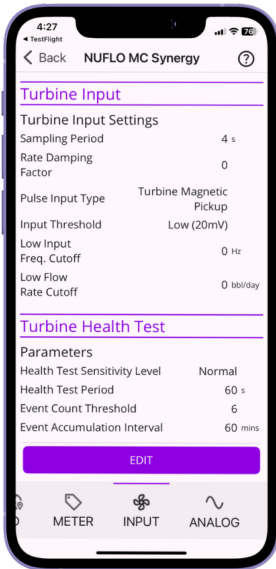 4:27
76
◄ TestFlight
Back NUFLO MC Synergy ?
Turbine Input
Turbine Input Settings
Sampling Period 4 s
Rate Damping
Factor 0
Pulse Input Type Turbine Magnetic
Pickup
Input Threshold Low (20mV)
Low Input
Freq. Cutoff 0 Hz
Low Flow
Rate Cutoff 0 bbl/day
Turbine Health Test
Parameters
Health Test Sensitivity Level Normal
Health Test Period 60 s
Event Count Threshold 6
Event Accumulation Interval 60 mins
EDIT
METER INPUT ANALOG